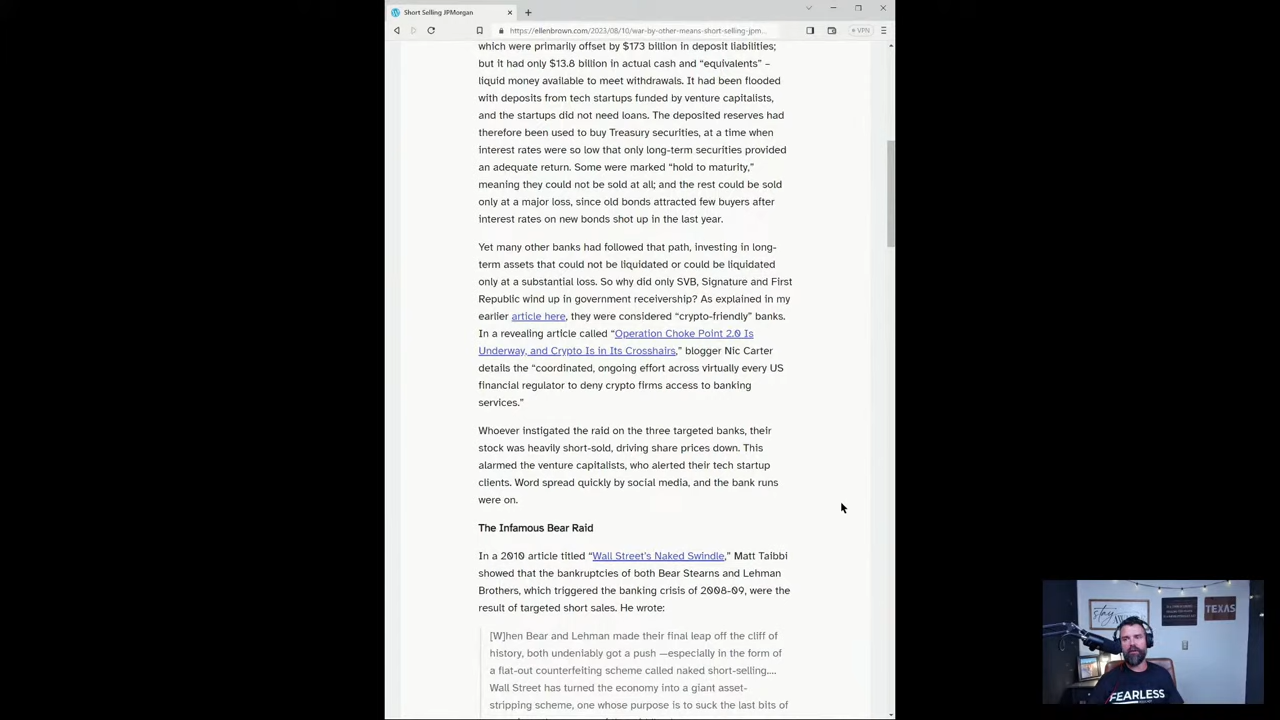 Short Selling JPMorgan
https://ellenbrown.com/2023/08/10/war-by-other-means-short-selling-jpm...
VPN
which were primarily offset by $173 billion in deposit liabilities;
but it had only $13.8 billion in actual cash and “equivalents” –
liquid money available to meet withdrawals. It had been flooded
with deposits from tech startups funded by venture capitalists,
and the startups did not need loans. The deposited reserves had
therefore been used to buy Treasury securities, at a time when
interest rates were so low that only long-term securities provided
an adequate return. Some were marked “hold to maturity,”
meaning they could not be sold at all; and the rest could be sold
only at a major loss, since old bonds attracted few buyers after
interest rates on new bonds shot up in the last year.
Yet many other banks had followed that path, investing in long-
term assets that could not be liquidated or could be liquidated
only at a substantial loss. So why did only SVB, Signature and First
Republic wind up in government receivership? As explained in my
earlier article here, they were considered “crypto-friendly” banks.
In a revealing article called “Operation Choke Point 2.0 Is
Underway, and Crypto Is in Its Crosshairs,” blogger Nic Carter
details the “coordinated, ongoing effort across virtually every US
financial regulator to deny crypto firms access to banking
services.”
Whoever instigated the raid on the three targeted banks, their
stock was heavily short-sold, driving share prices down. This
alarmed the venture capitalists, who alerted their tech startup
clients. Word spread quickly by social media, and the bank runs
were on.
The Infamous Bear Raid
In a 2010 article titled “Wall Street’s Naked Swindle,” Matt Taibbi
showed that the bankruptcies of both Bear Stearns and Lehman
Brothers, which triggered the banking crisis of 2008-09, were the
result of targeted short sales. He wrote:
[W]hen Bear and Lehman made their final leap off the cliff of
history, both undeniably got a push —especially in the form of
a flat-out counterfeiting scheme called naked short-selling....
Wall Street has turned the economy into a giant asset-
stripping scheme, one whose purpose is to suck the last bits of
stay
TEXAS
FEARLESS